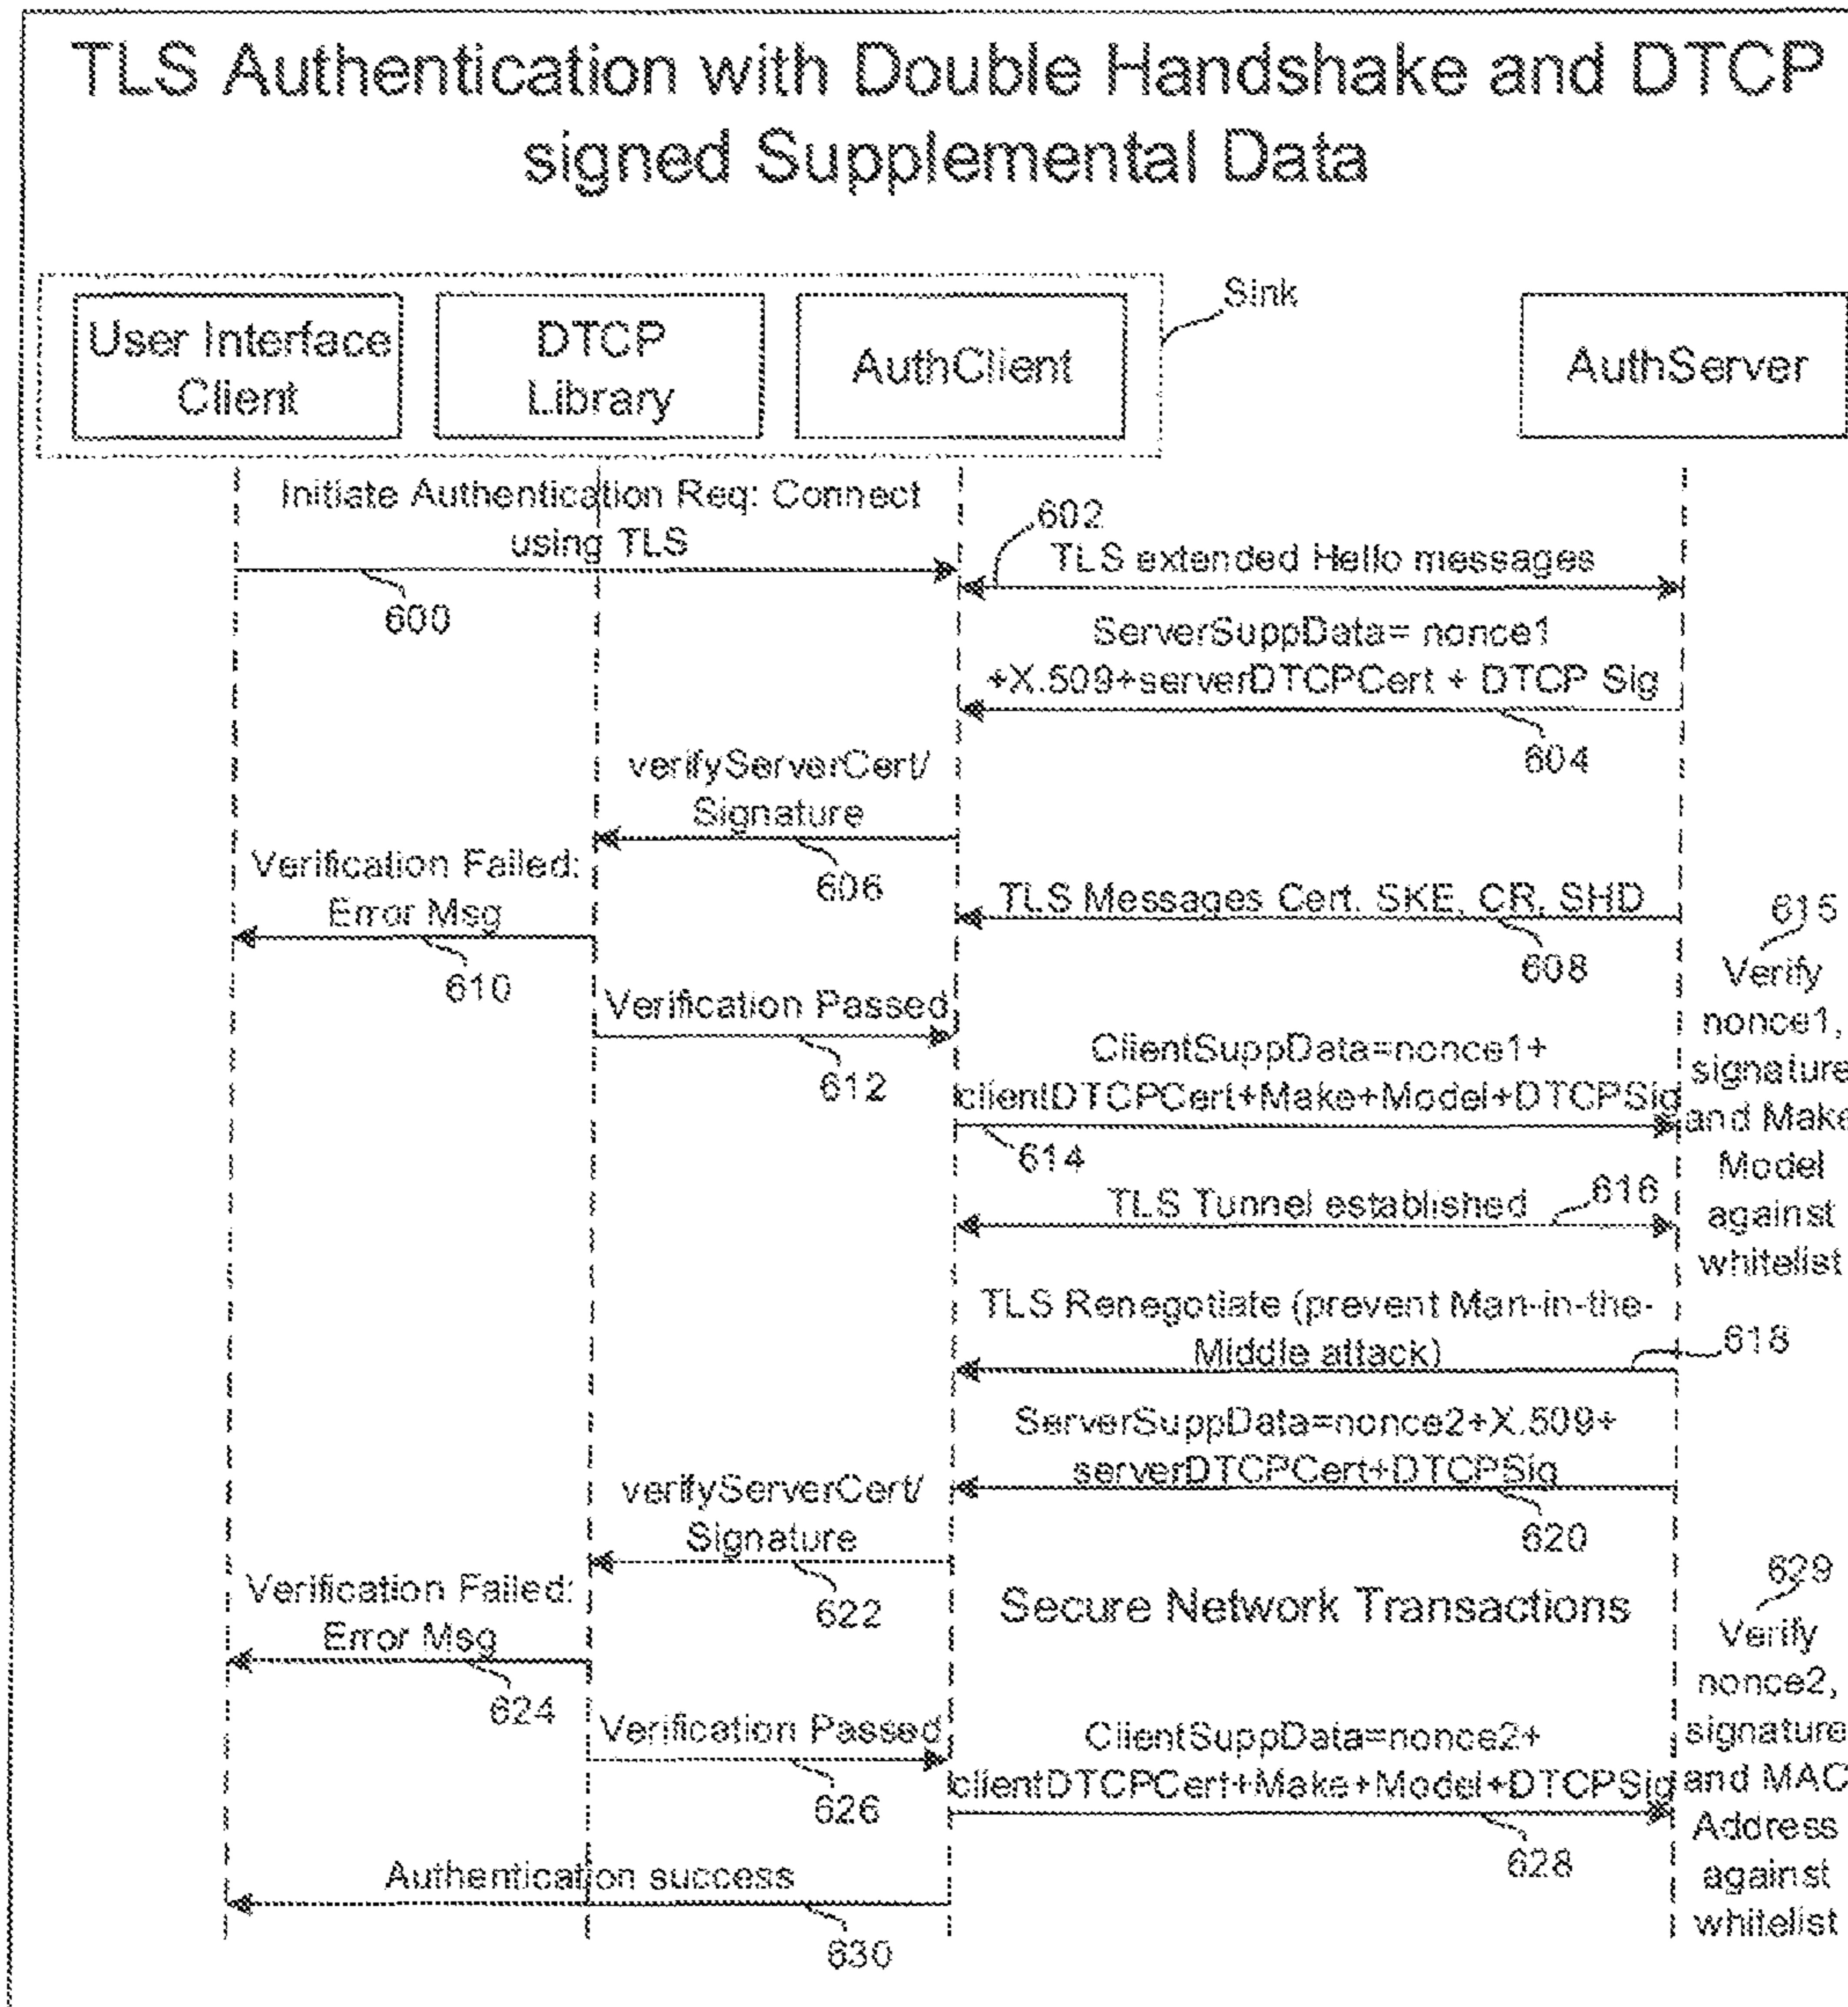 TLS Authentication with Double Handshake and DTCP
signed Supplemental Data
Sink
User Interface
Client
DTCP
Library
AuthClient
AuthServer
Initiate Authentication Req: Connect
using TLS
600
602
TLS extended Hello messages
ServerSuppData= nonce1
+X.509+serverDTCPCert + DTCP Sig
604
verifyServerCert/
Signature
606
TLS Messages Cert. SKE, CR, SHD
608
Verification Failed:
Error Msg
610
Verification Passed
612
ClientSuppData=nonce1+
clientDTCPCert+Make+Model+DTCPSig
614
615
Verify
nonce1,
signature
and Make
Model
against
whitelist
TLS Tunnel established
616
TLS Renegotiate (prevent Man-in-the-
Middle attack)
618
ServerSuppData=nonce2+X.509+
serverDTCPCert+DTCPSig
620
verifyServerCert/
Signature
622
Secure Network Transactions
Verification Failed:
Error Msg
624
Verification Passed
626
ClientSuppData=nonce2+
clientDTCPCert+Make+Model+DTCPSig
628
629
Verify
nonce2,
signature
and MAC
Address
against
whitelist
Authentication success
630